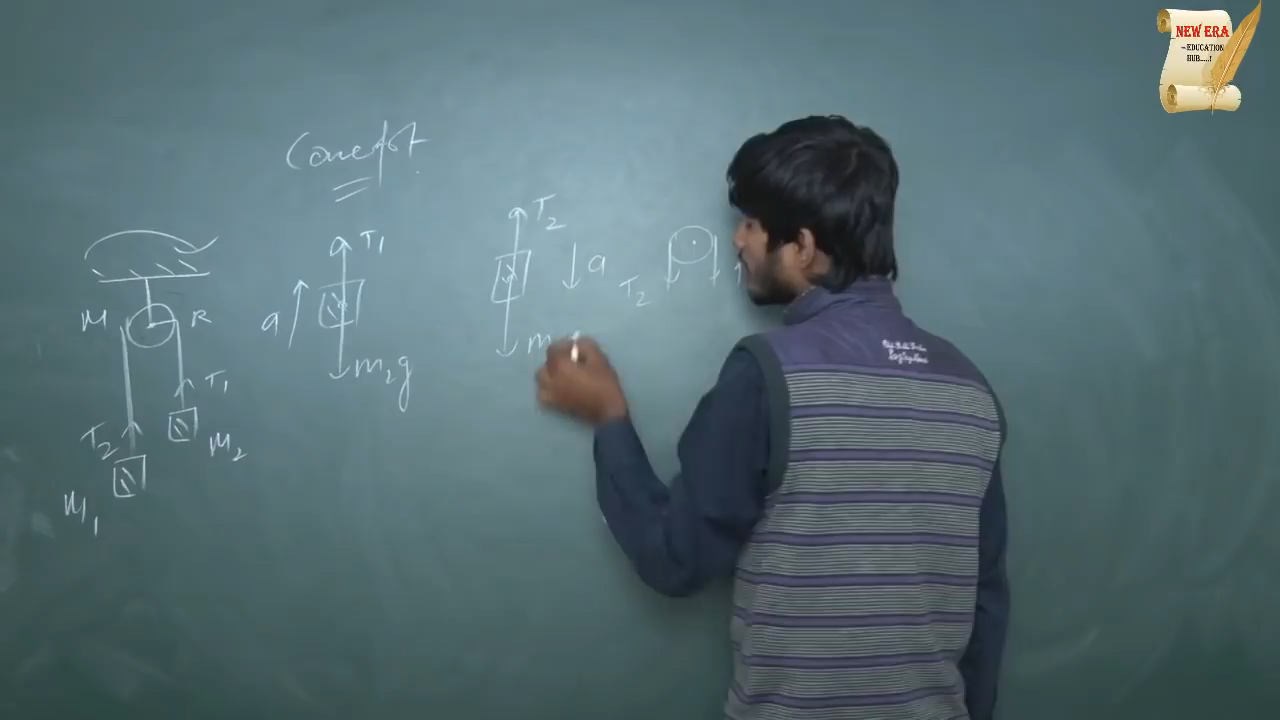 NEW ERA
EDUCATION
HUB.....!
Concept
T₂
T₁
a
a
T₂
M
R
m
m₂g
T₁
T₂
M₂
M₁